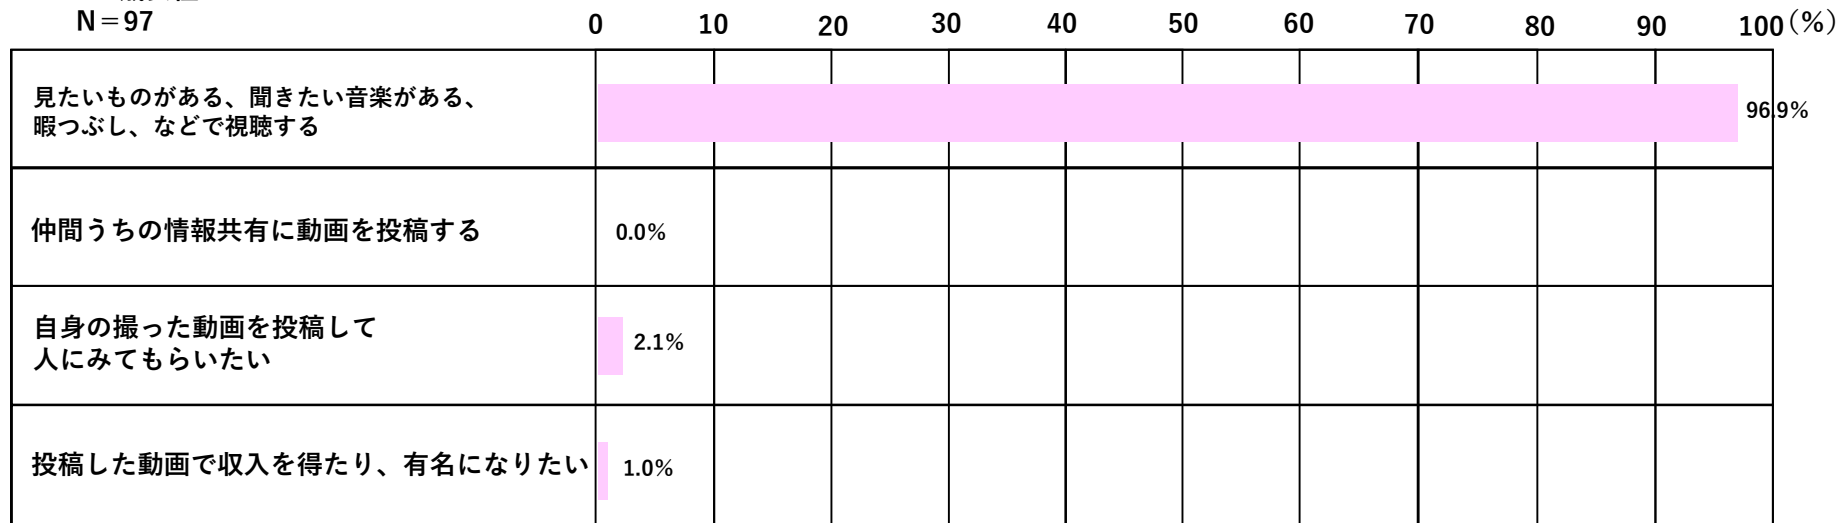 N＝97
0 10 20 30 40 50 60 70 80 90 100 (%)
見たいものがある、聞きたい音楽がある、
暇つぶし、などで視聴する
96.9%
仲間うちの情報共有に動画を投稿する
0.0%
自身の撮った動画を投稿して
人にみてもらいたい
2.1%
投稿した動画で収入を得たり、有名になりたい
1.0%